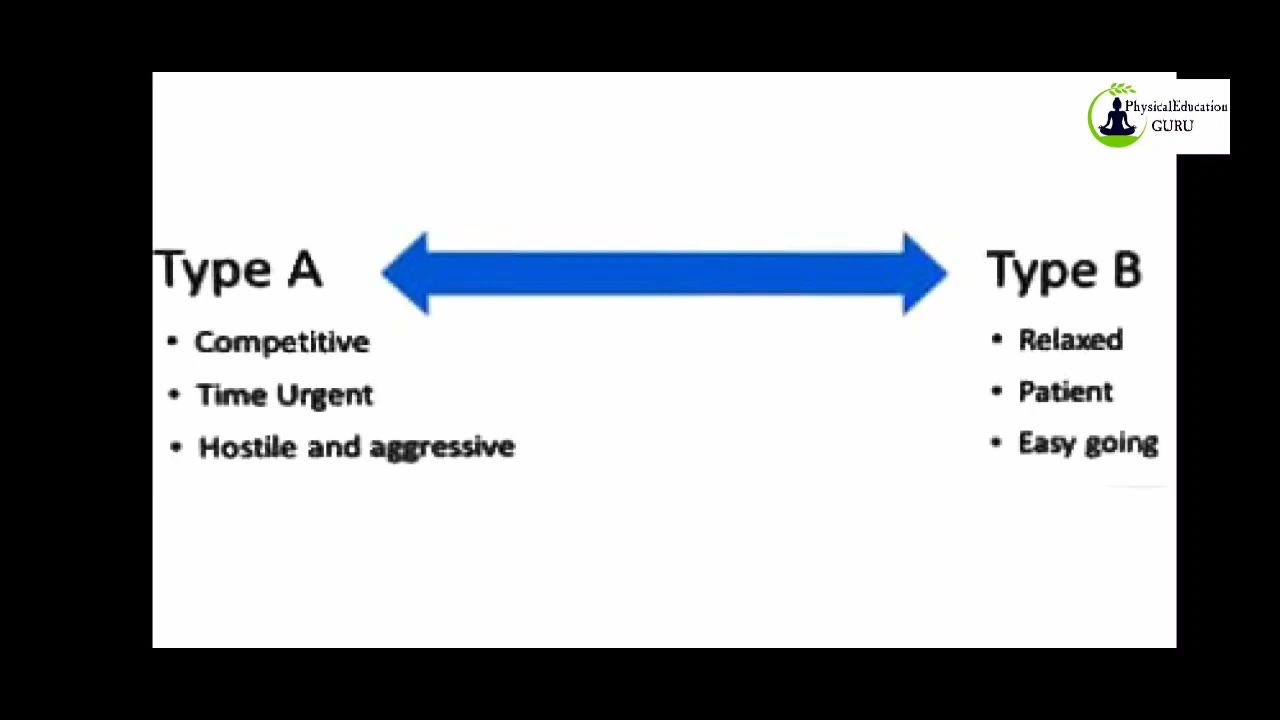 PhysicalEducation
GURU
Type A
• Competitive
• Time Urgent
• Hostile and aggressive
Type B
• Relaxed
• Patient
• Easy going